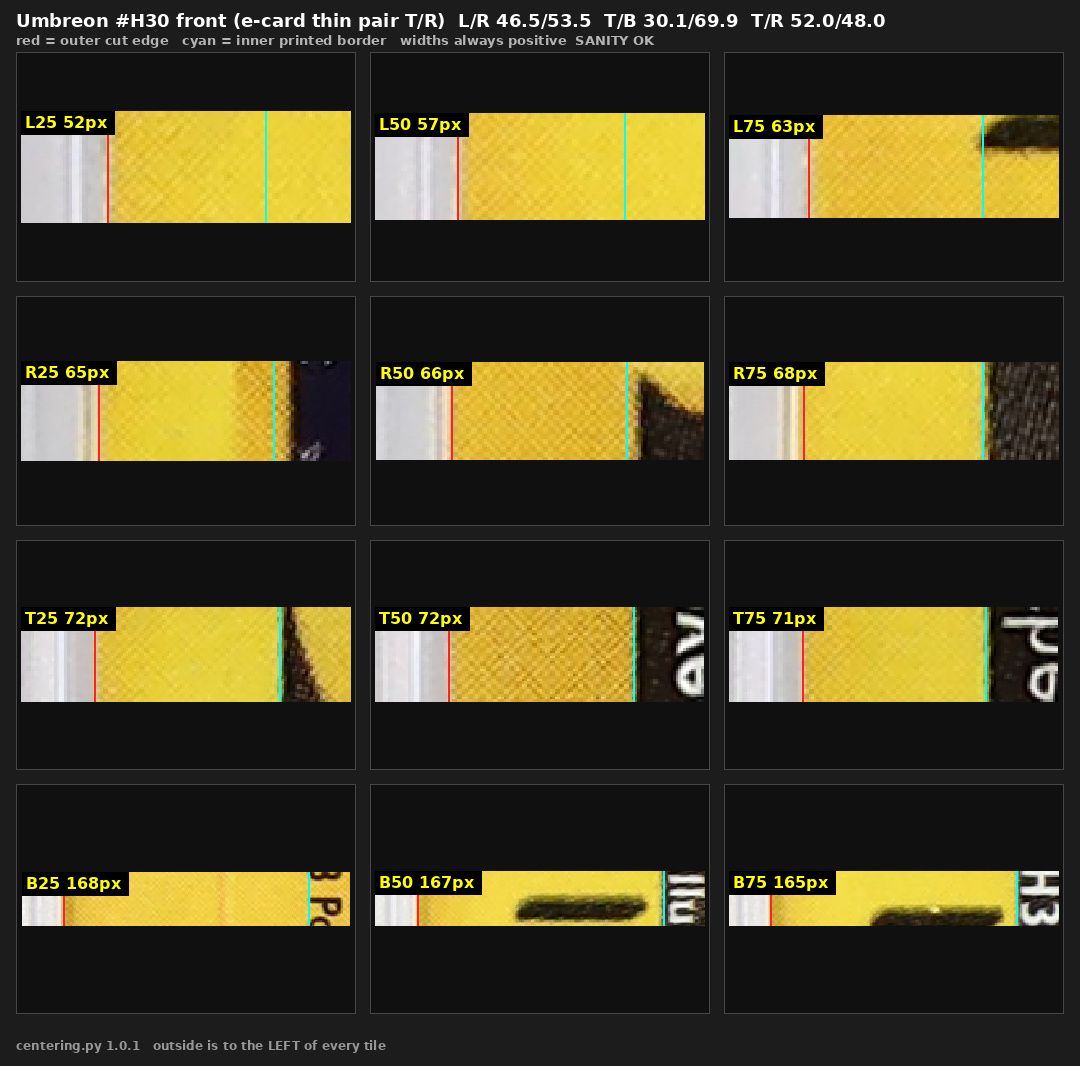 Umbreon #H30 front (e-card thin pair T/R)  L/R 46.5/53.5  T/B 30.1/69.9  T/R 52.0/48.0
red = outer cut edge   cyan = inner printed border   widths always positive  SANITY OK
L25 52px
L50 57px
L75 63px
R25 65px
R50 66px
R75 68px
T25 72px
T50 72px
T75 71px
B25 168px
B50 167px
B75 165px
H3
centering.py 1.0.1   outside is to the LEFT of every tile